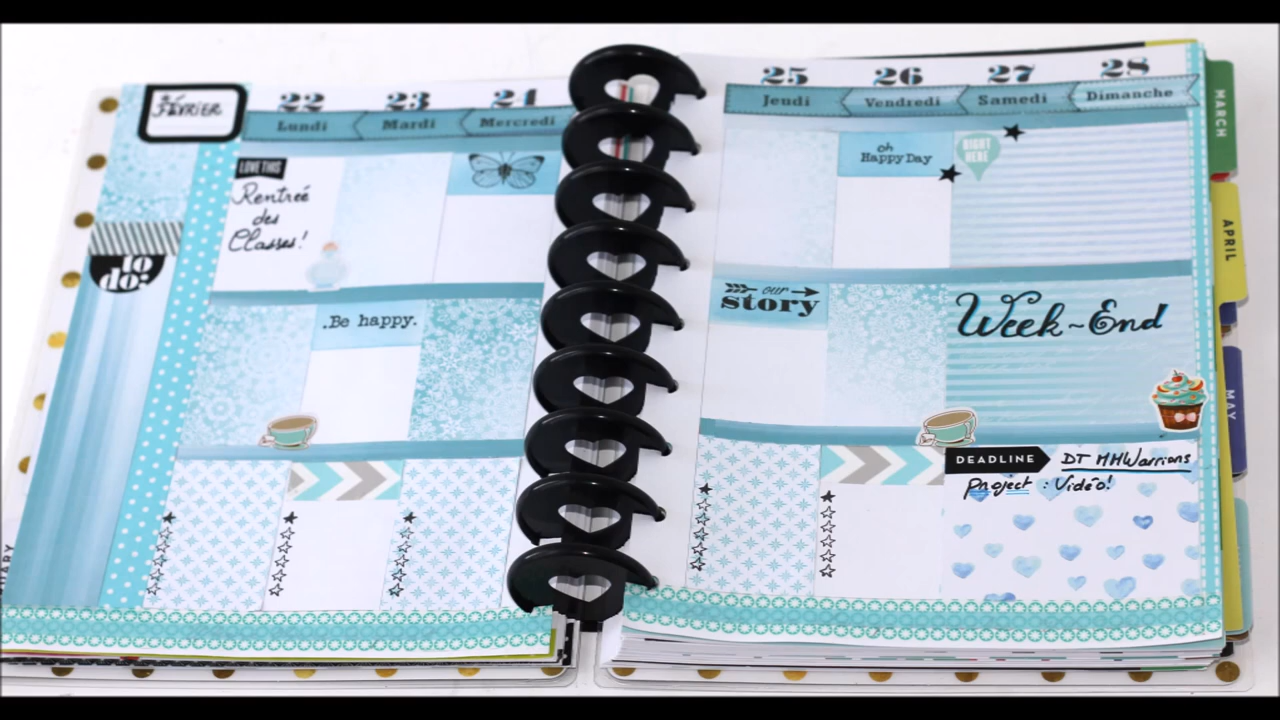 FÉVRIER
22 23 24
Lundi Mardi Mercredi
LOVE THIS
Rentrée
des
Classes!
to
do:
.Be happy.
25 26 27 28
Jeudi Vendredi Samedi Dimanche
oh
Happy Day
RIGHT
HERE
our
story
Week-End
DEADLINE DT MHWarriors
project : Vidéo!
MARCH
APRIL
MAY